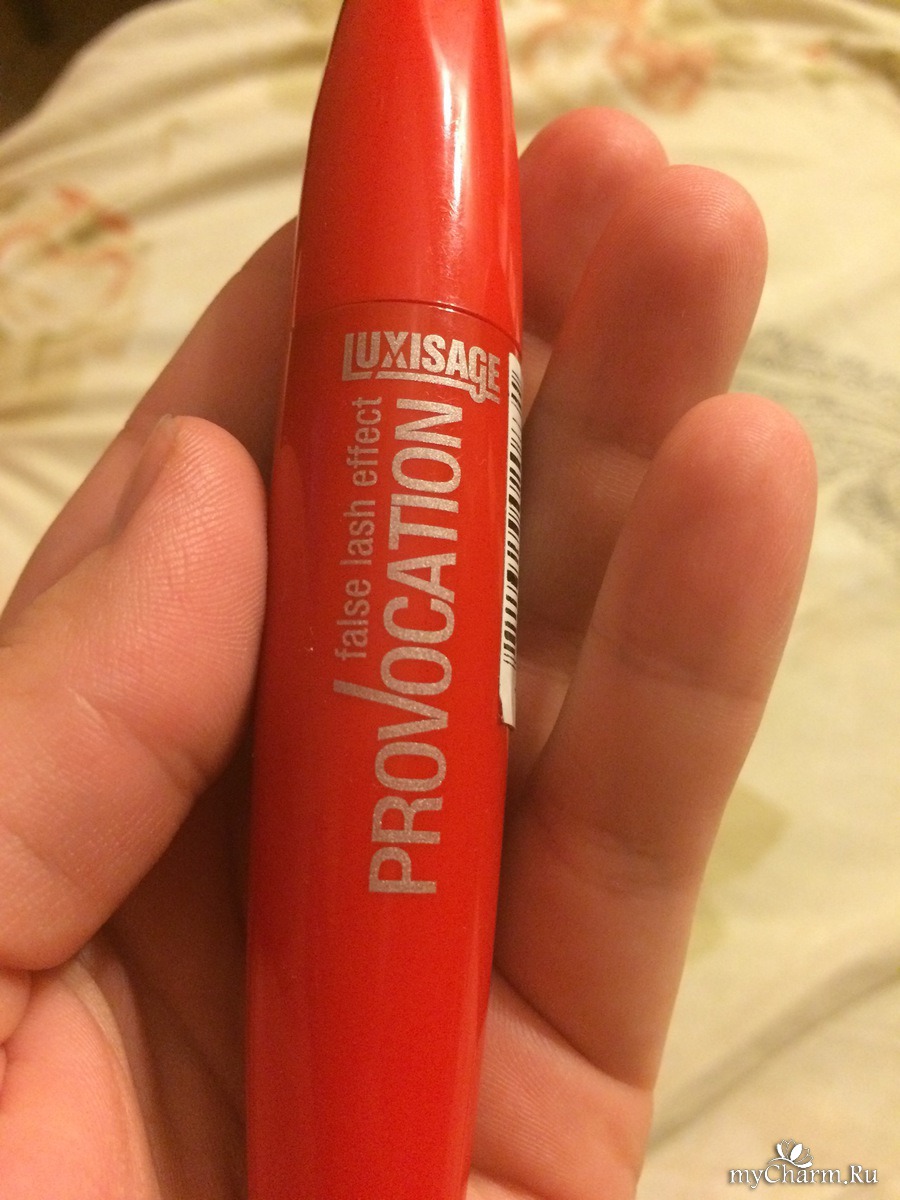 LUXISAGE
false lash effect
PROVOCATION
myCharm.Ru